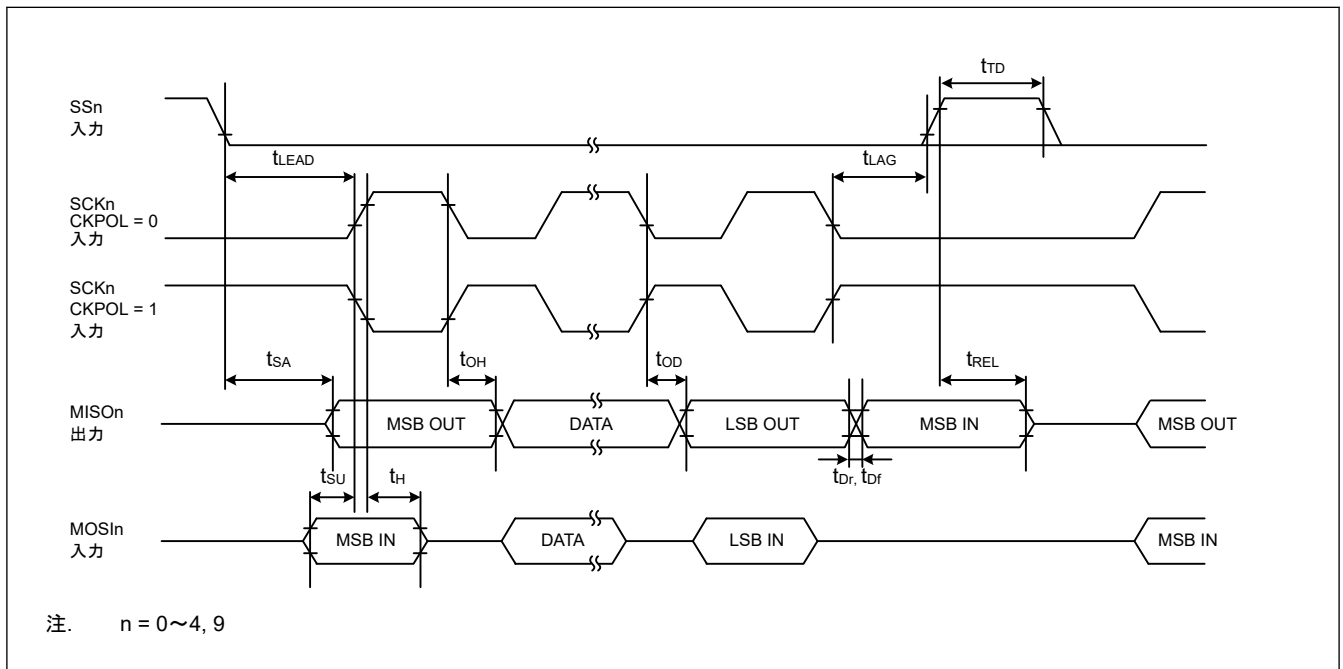 tTD
SSn
入力
tLEAD
tLAG
SCKn
CKPOL = 0
入力
SCKn
CKPOL = 1
入力
tSA
tOH
tOD
tREL
MISOn
出力
MSB OUT
DATA
LSB OUT
MSB IN
MSB OUT
tSU
tH
tDr, tDf
MOSIn
入力
MSB IN
DATA
LSB IN
MSB IN
注. n = 0～4, 9